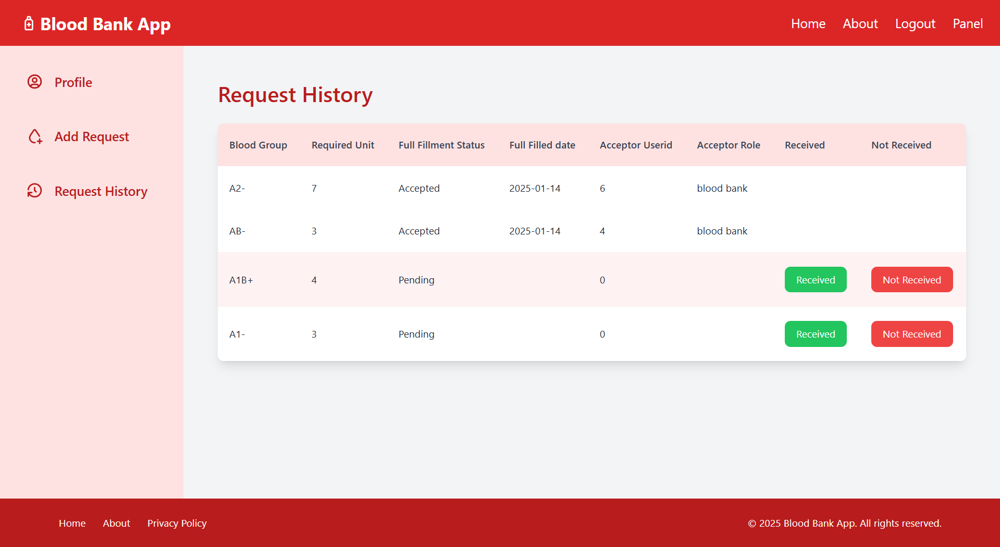 Blood Bank App Home About Logout Panel
Profile
Add Request
Request History
Request History
Blood Group Required Unit Full Fillment Status Full Filled date Acceptor Userid Acceptor Role Received Not Received
A2- 7 Accepted 2025-01-14 6 blood bank
AB- 3 Accepted 2025-01-14 4 blood bank
A1B+ 4 Pending 0 Received Not Received
A1- 3 Pending 0 Received Not Received
Home About Privacy Policy © 2025 Blood Bank App. All rights reserved.